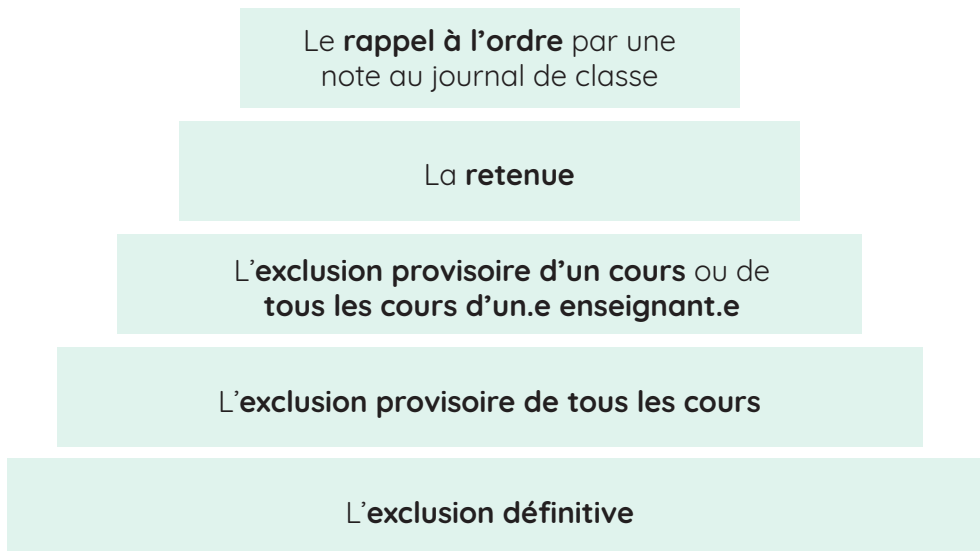 Le rappel à l’ordre par une
note au journal de classe
La retenue
L’exclusion provisoire d’un cours ou de
tous les cours d’un.e enseignant.e
L’exclusion provisoire de tous les cours
L’exclusion définitive